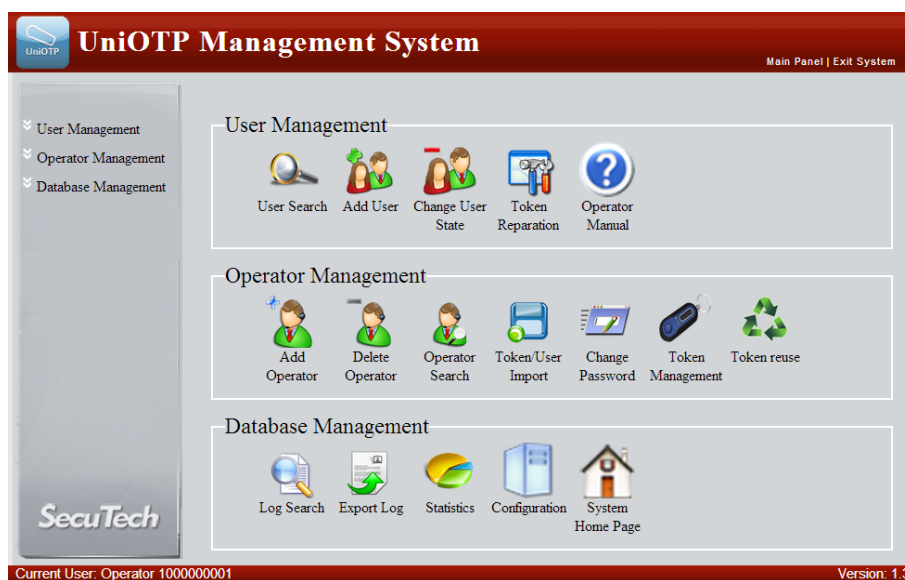 UniOTP
UniOTP Management System
Main Panel | Exit System
User Management
Operator Management
Database Management
SecuTech
User Management
User Search
Add User
Change User
State
Token
Reparation
Operator
Manual
Operator Management
Add
Operator
Delete
Operator
Operator
Search
Token/User
Import
Change
Password
Token
Management
Token reuse
Database Management
Log Search
Export Log
Statistics
Configuration
System
Home Page
Current User: Operator 1000000001
Version: 1.3